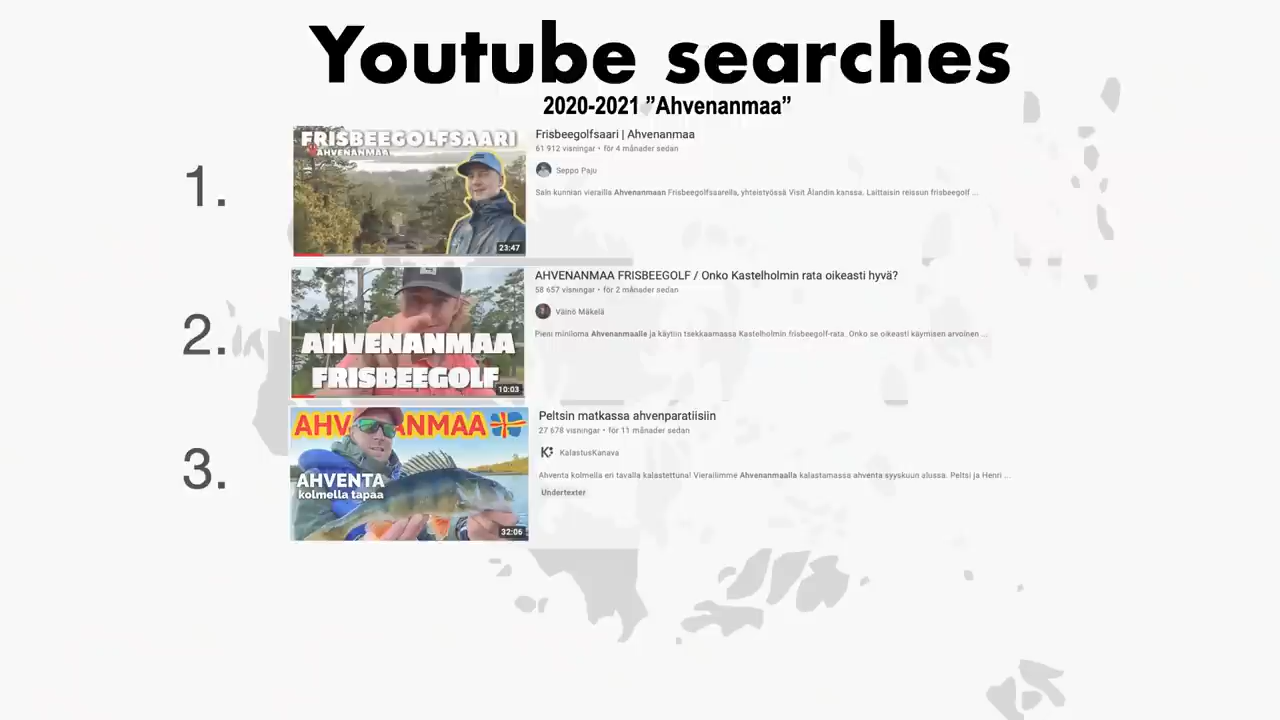 Youtube searches
2020-2021 ”Ahvenanmaa”
1.
FRISBEEGOLFSAARI
AHVENANMAA
23:47
Frisbeegolfsaari | Ahvenanmaa
61 912 visningar • för 4 månader sedan
Seppo Paju
Sain kunnian vierailla Ahvenanmaan Frisbeegolfsaarella, yhteistyössä Visit Ålandin kanssa. Laittaisin reissun frisbeegolf ...
2.
AHVENANMAA
FRISBEEGOLF
10:03
AHVENANMAA FRISBEEGOLF / Onko Kastelholmin rata oikeasti hyvä?
58 657 visningar • för 2 månader sedan
Väinö Mäkelä
Pieni miniloma Ahvenanmaalle ja käytiin tsekkaamassa Kastelholmin frisbeegolf-rata. Onko se oikeasti käymisen arvoinen ...
3.
AHVENANMAA
AHVENTA
kolmella tapaa
32:06
Peltsin matkassa ahvenparatiisiin
27 678 visningar • för 11 månader sedan
KalastusKanava
Ahventa kolmella eri tavalla kalastettuna! Vierailimme Ahvenanmaalla kalastamassa ahventa syyskuun alussa. Peltsi ja Henri ...
Undertexter